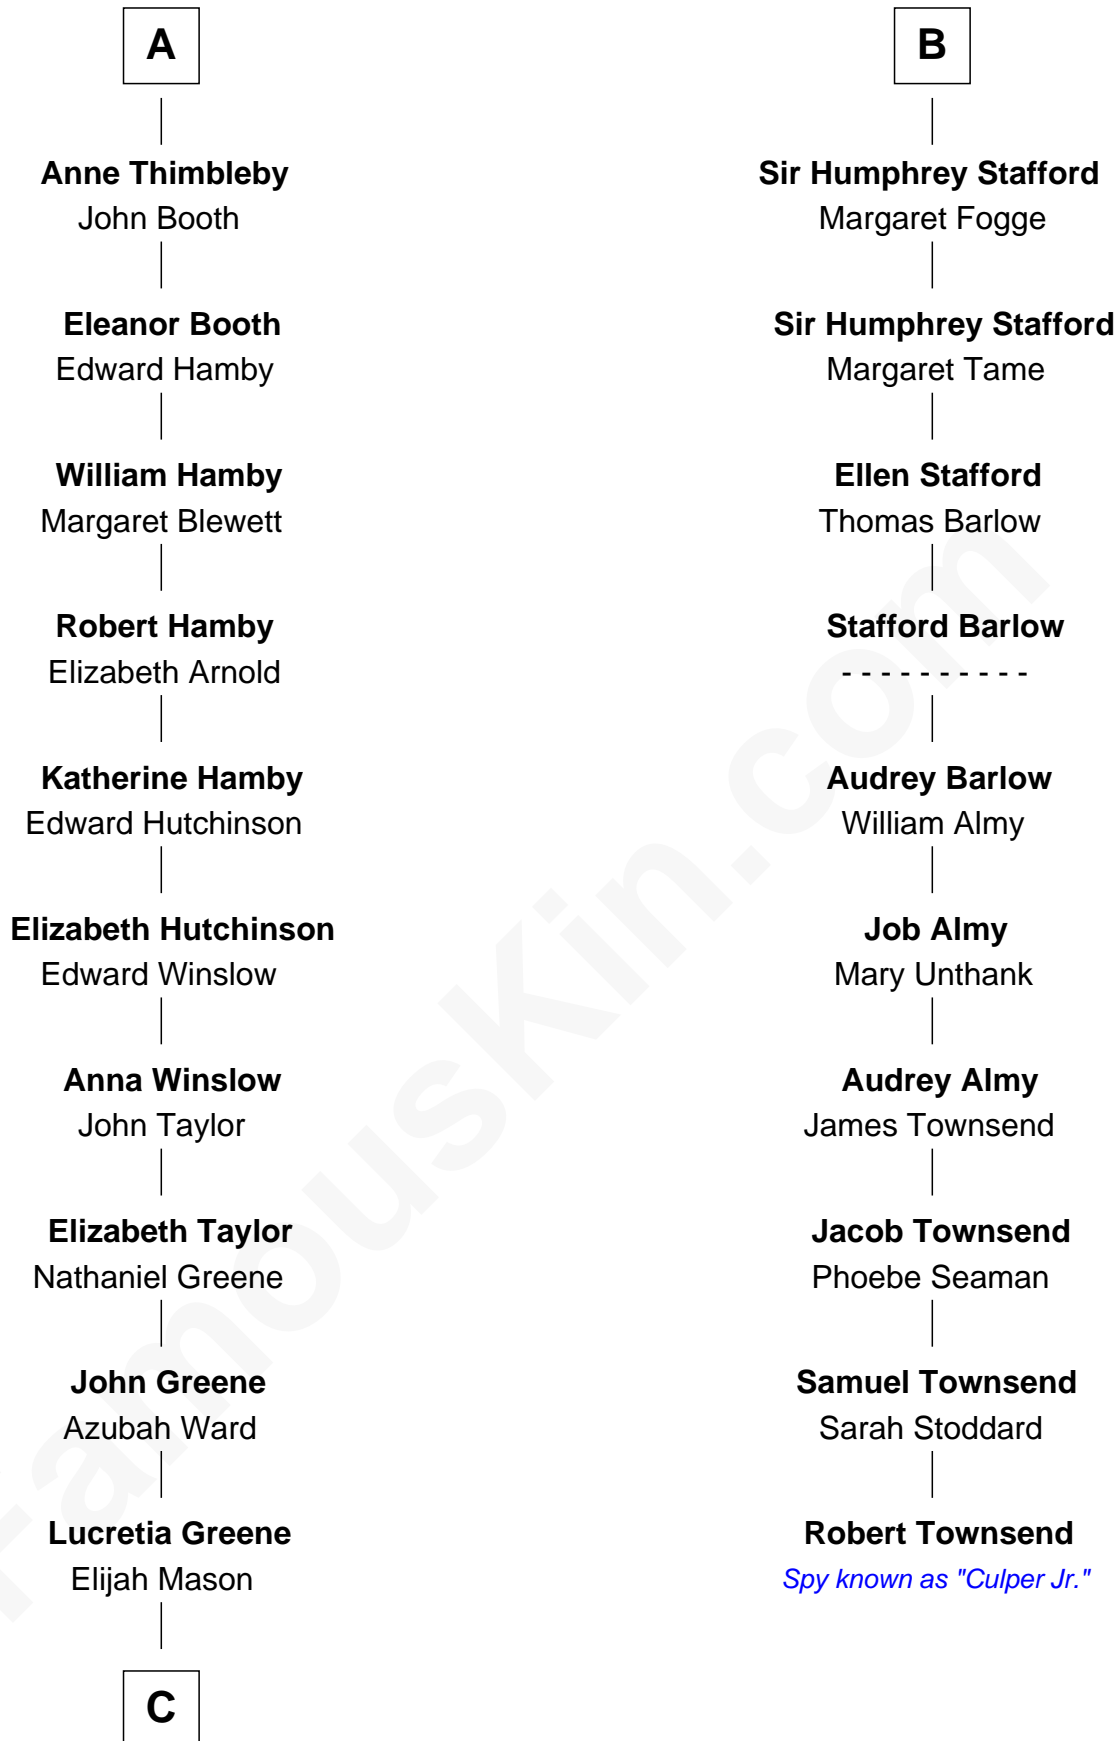 A
Anne Thimbleby
John Booth
Eleanor Booth
Edward Hamby
William Hamby
Margaret Blewett
Robert Hamby
Elizabeth Arnold
Katherine Hamby
Edward Hutchinson
Elizabeth Hutchinson
Edward Winslow
Anna Winslow
John Taylor
Elizabeth Taylor
Nathaniel Greene
John Greene
Azubah Ward
Lucretia Greene
Elijah Mason
C
B
Sir Humphrey Stafford
Margaret Fogge
Sir Humphrey Stafford
Margaret Tame
Ellen Stafford
Thomas Barlow
Stafford Barlow
- - - - - - - - - -
Audrey Barlow
William Almy
Job Almy
Mary Unthank
Audrey Almy
James Townsend
Jacob Townsend
Phoebe Seaman
Samuel Townsend
Sarah Stoddard
Robert Townsend
Spy known as "Culper Jr."
FamousKin.com